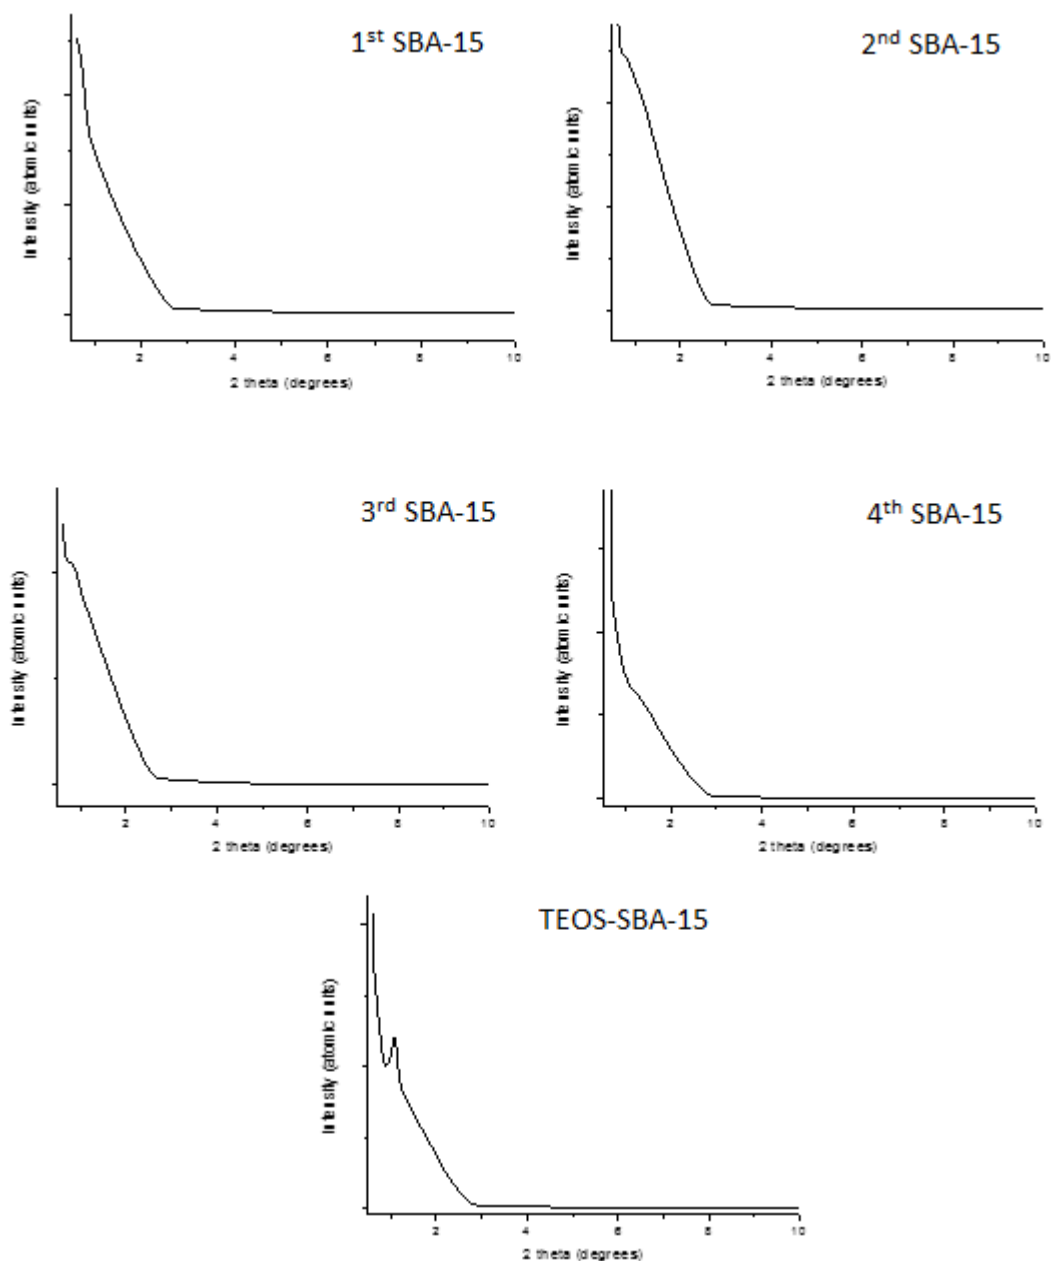 1st SBA-15
Intensity (atomic units)
2 4 6 8 10
2 theta (degrees)
2nd SBA-15
Intensity (atomic units)
2 4 6 8 10
2 theta (degrees)
3rd SBA-15
Intensity (atomic units)
2 4 6 8 10
2 theta (degrees)
4th SBA-15
Intensity (atomic units)
2 4 6 8 10
2 theta (degrees)
TEOS-SBA-15
Intensity (atomic units)
2 4 6 8 10
2 theta (degrees)